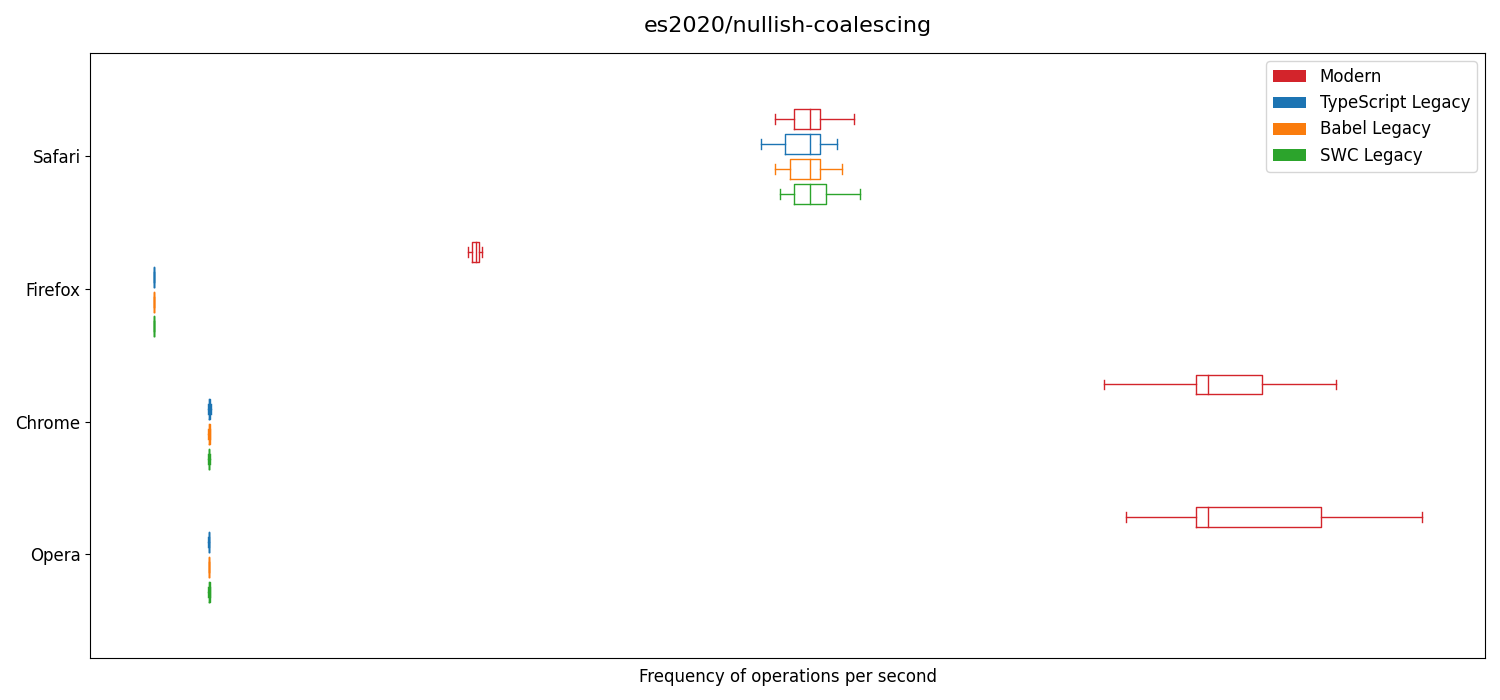 es2020/nullish-coalescing
Modern
TypeScript Legacy
Babel Legacy
SWC Legacy
Safari
Firefox
Chrome
Opera
Frequency of operations per second